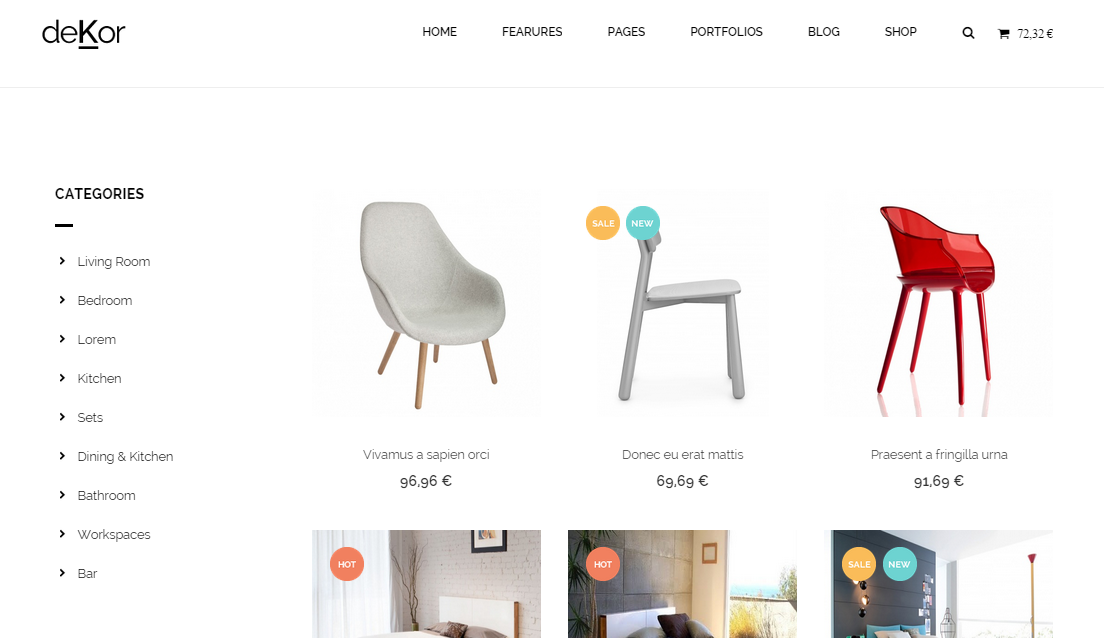 deKor
HOME FEARURES PAGES PORTFOLIOS BLOG SHOP 72,32 €
CATEGORIES
Living Room
Bedroom
Lorem
Kitchen
Sets
Dining & Kitchen
Bathroom
Workspaces
Bar
SALE NEW
Vivamus a sapien orci
96,96 €
Donec eu erat mattis
69,69 €
Praesent a fringilla urna
91,69 €
HOT
HOT
SALE NEW